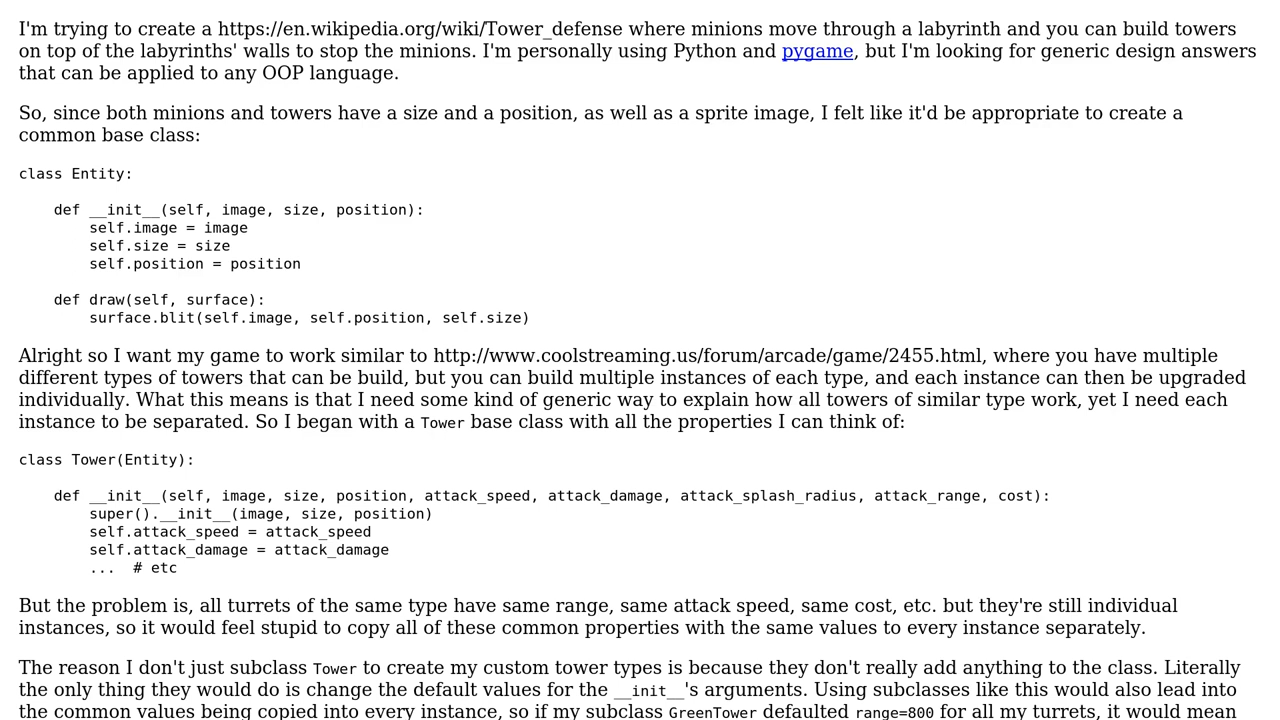 I'm trying to create a https://en.wikipedia.org/wiki/Tower_defense where minions move through a labyrinth and you can build towers
on top of the labyrinths' walls to stop the minions. I'm personally using Python and pygame, but I'm looking for generic design answers
that can be applied to any OOP language.
So, since both minions and towers have a size and a position, as well as a sprite image, I felt like it'd be appropriate to create a
common base class:
class Entity:
    def __init__(self, image, size, position):
        self.image = image
        self.size = size
        self.position = position
    def draw(self, surface):
        surface.blit(self.image, self.position, self.size)
Alright so I want my game to work similar to http://www.coolstreaming.us/forum/arcade/game/2455.html, where you have multiple
different types of towers that can be build, but you can build multiple instances of each type, and each instance can then be upgraded
individually. What this means is that I need some kind of generic way to explain how all towers of similar type work, yet I need each
instance to be separated. So I began with a Tower base class with all the properties I can think of:
class Tower(Entity):
    def __init__(self, image, size, position, attack_speed, attack_damage, attack_splash_radius, attack_range, cost):
        super().__init__(image, size, position)
        self.attack_speed = attack_speed
        self.attack_damage = attack_damage
        ...  # etc
But the problem is, all turrets of the same type have same range, same attack speed, same cost, etc. but they're still individual
instances, so it would feel stupid to copy all of these common properties with the same values to every instance separately.
The reason I don't just subclass Tower to create my custom tower types is because they don't really add anything to the class. Literally
the only thing they would do is change the default values for the __init__'s arguments. Using subclasses like this would also lead into
the common values being copied into every instance, so if my subclass GreenTower defaulted range=800 for all my turrets, it would mean